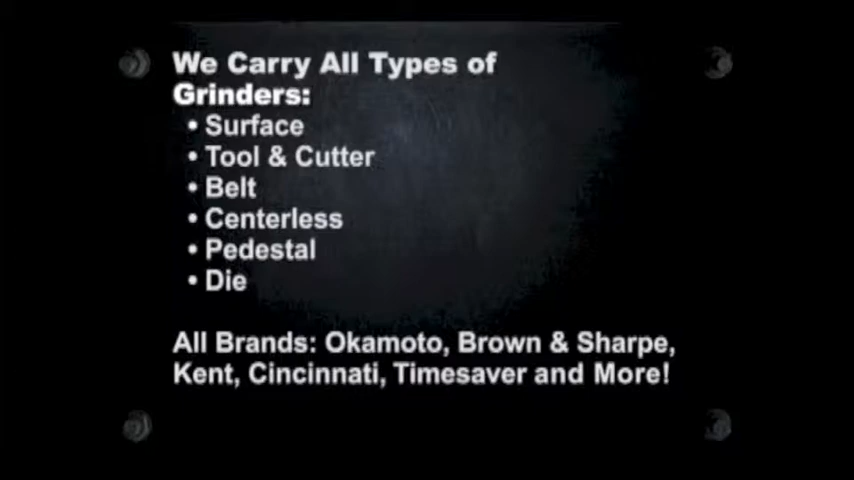 We Carry All Types of
Grinders:
• Surface
• Tool & Cutter
• Belt
• Centerless
• Pedestal
• Die
All Brands: Okamoto, Brown & Sharpe,
Kent, Cincinnati, Timesaver and More!